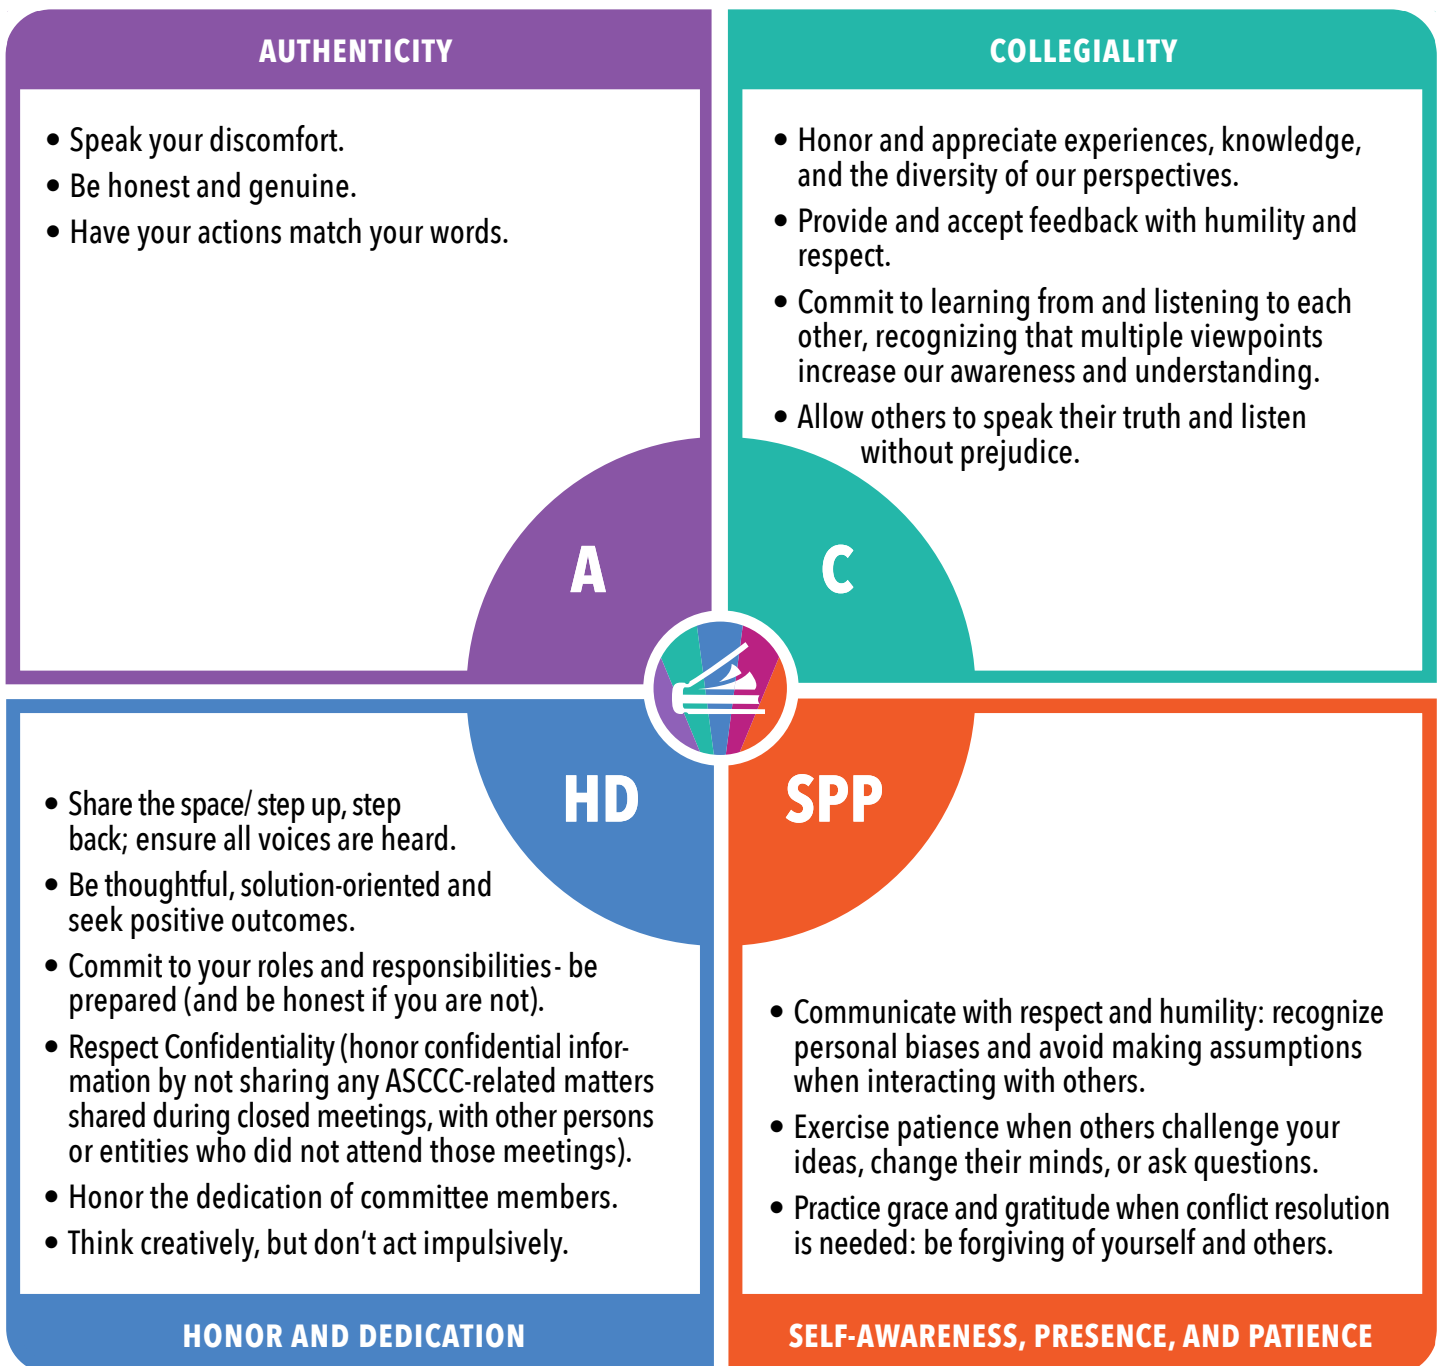 AUTHENTICITY
• Speak your discomfort.
• Be honest and genuine.
• Have your actions match your words.
A
COLLEGIALITY
• Honor and appreciate experiences, knowledge,
and the diversity of our perspectives.
• Provide and accept feedback with humility and
respect.
• Commit to learning from and listening to each
other, recognizing that multiple viewpoints
increase our awareness and understanding.
• Allow others to speak their truth and listen
without prejudice.
C
HD
• Share the space/ step up, step
back; ensure all voices are heard.
• Be thoughtful, solution-oriented and
seek positive outcomes.
• Commit to your roles and responsibilities- be
prepared (and be honest if you are not).
• Respect Confidentiality (honor confidential infor-
mation by not sharing any ASCCC-related matters
shared during closed meetings, with other persons
or entities who did not attend those meetings).
• Honor the dedication of committee members.
• Think creatively, but don't act impulsively.
HONOR AND DEDICATION
SPP
• Communicate with respect and humility: recognize
personal biases and avoid making assumptions
when interacting with others.
• Exercise patience when others challenge your
ideas, change their minds, or ask questions.
• Practice grace and gratitude when conflict resolution
is needed: be forgiving of yourself and others.
SELF-AWARENESS, PRESENCE, AND PATIENCE